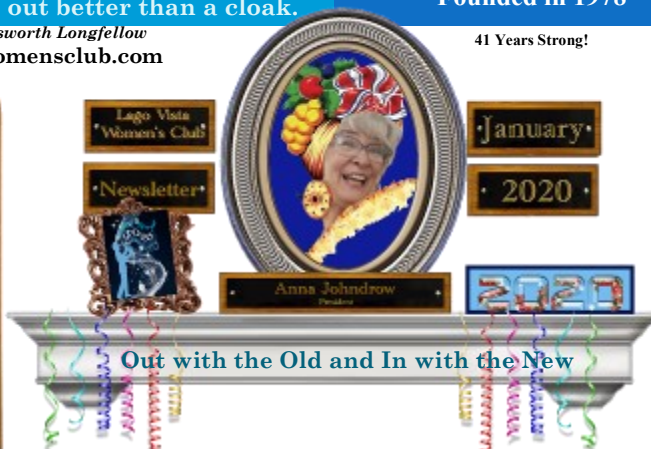 out better than a cloak.
Founded in 1978
sworth Longfellow
omensclub.com
41 Years Strong!
Lago Vista
Women's Club
Newsletter
January
2020
Anna Johndrow
President
2020
Out with the Old and In with the New